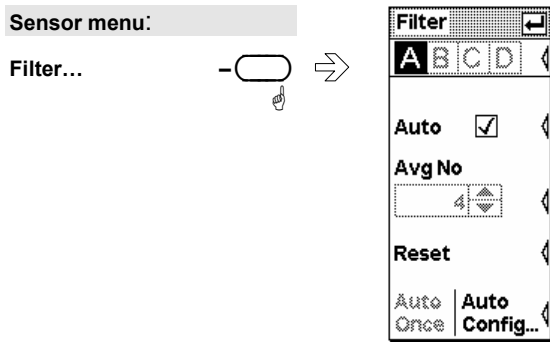 Sensor menu:
Filter...
Filter
A B C D
Auto
Avg No
4
Reset
Auto Once Auto Config...